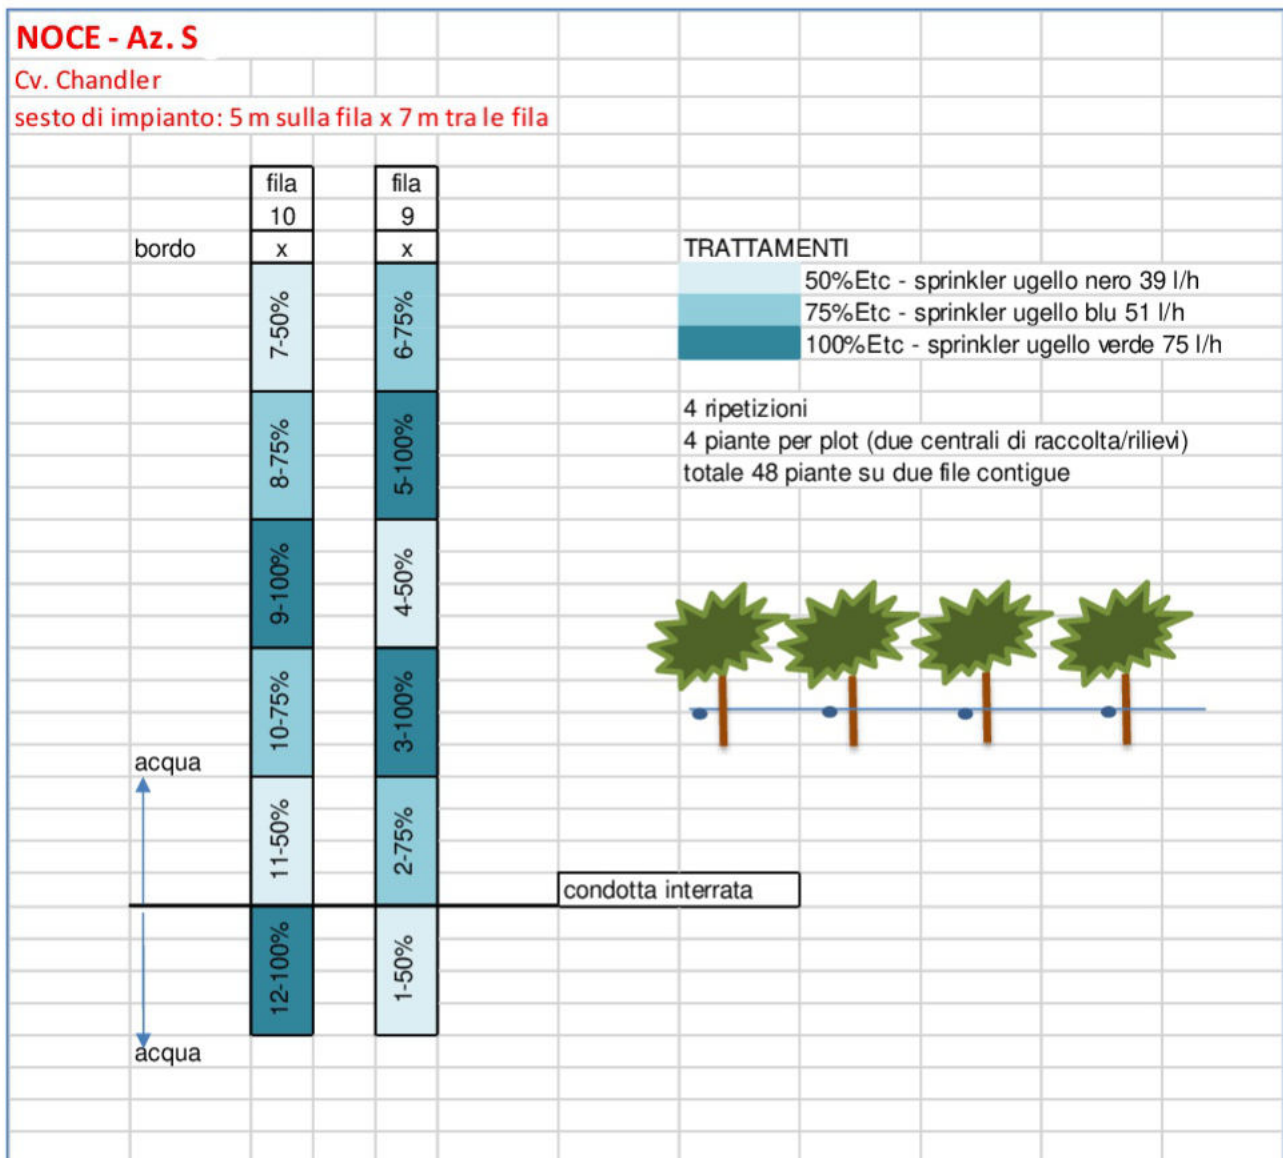 NOCE - Az. S
Cv. Chandler
sesto di impianto: 5 m sulla fila x 7 m tra le fila
fila fila
10 9
bordo x x
TRATTAMENTI
50%Etc - sprinkler ugello nero 39 l/h
75%Etc - sprinkler ugello blu 51 l/h
100%Etc - sprinkler ugello verde 75 l/h
7-50% 6-75%
4 ripetizioni
4 piante per plot (due centrali di raccolta/rilievi)
totale 48 piante su due file contigue
8-75% 5-100%
9-100% 4-50%
10-75% 3-100%
acqua
11-50% 2-75%
condotta interrata
12-100% 1-50%
acqua